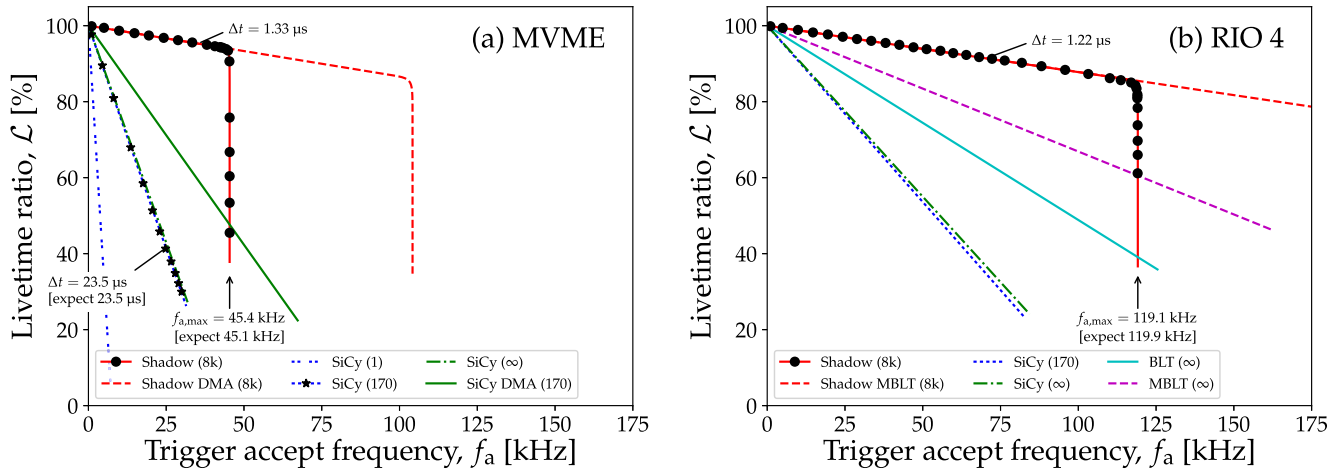 (a) MVME
Δt = 1.33 µs
Livetime ratio, ℒ [%]
100
80
60
40
20
0
Δt = 23.5 µs
[expect 23.5 µs]
f_a,max = 45.4 kHz
[expect 45.1 kHz]
Shadow (8k)
SiCy (1)
SiCy (∞)
Shadow DMA (8k)
SiCy (170)
SiCy DMA (170)
0 25 50 75 100 125 150 175
Trigger accept frequency, f_a [kHz]
(b) RIO 4
Δt = 1.22 µs
Livetime ratio, ℒ [%]
100
80
60
40
20
0
f_a,max = 119.1 kHz
[expect 119.9 kHz]
Shadow (8k)
SiCy (170)
BLT (∞)
Shadow MBLT (8k)
SiCy (∞)
MBLT (∞)
0 25 50 75 100 125 150 175
Trigger accept frequency, f_a [kHz]